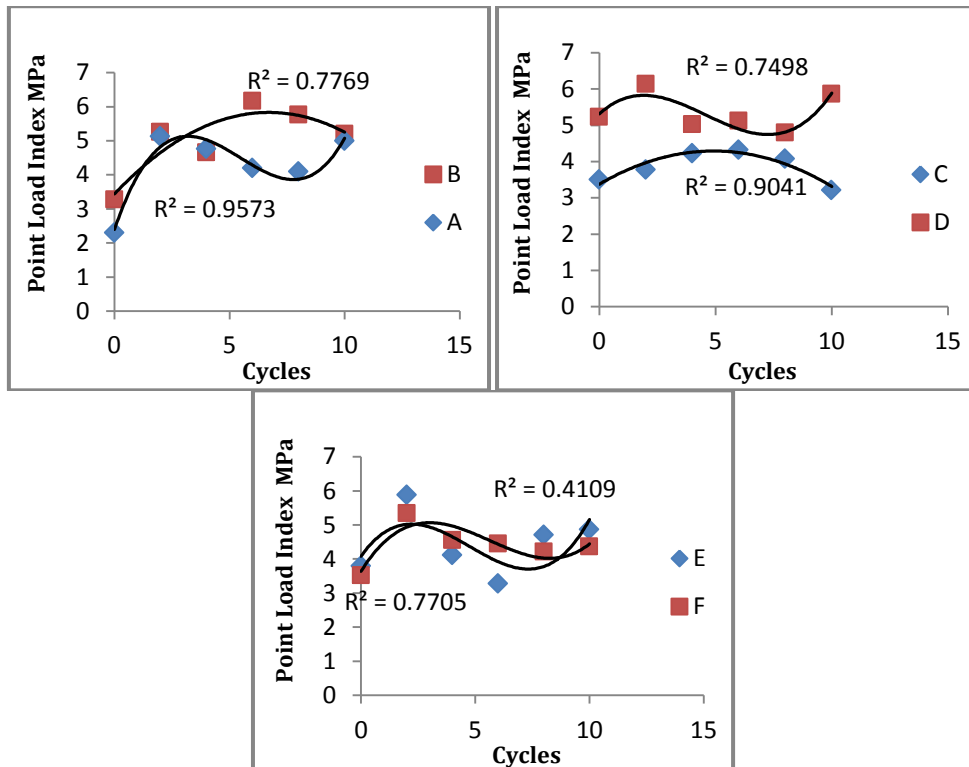 Point Load Index MPa
7
6
5
4
3
2
1
0
R² = 0.7769
R² = 0.9573
B
A
0 5 10 15
Cycles
Point Load Index MPa
7
6
5
4
3
2
1
0
R² = 0.7498
R² = 0.9041
C
D
0 5 10 15
Cycles
Point Load Index MPa
7
6
5
4
3
2
1
0
R² = 0.4109
R² = 0.7705
E
F
0 5 10 15
Cycles